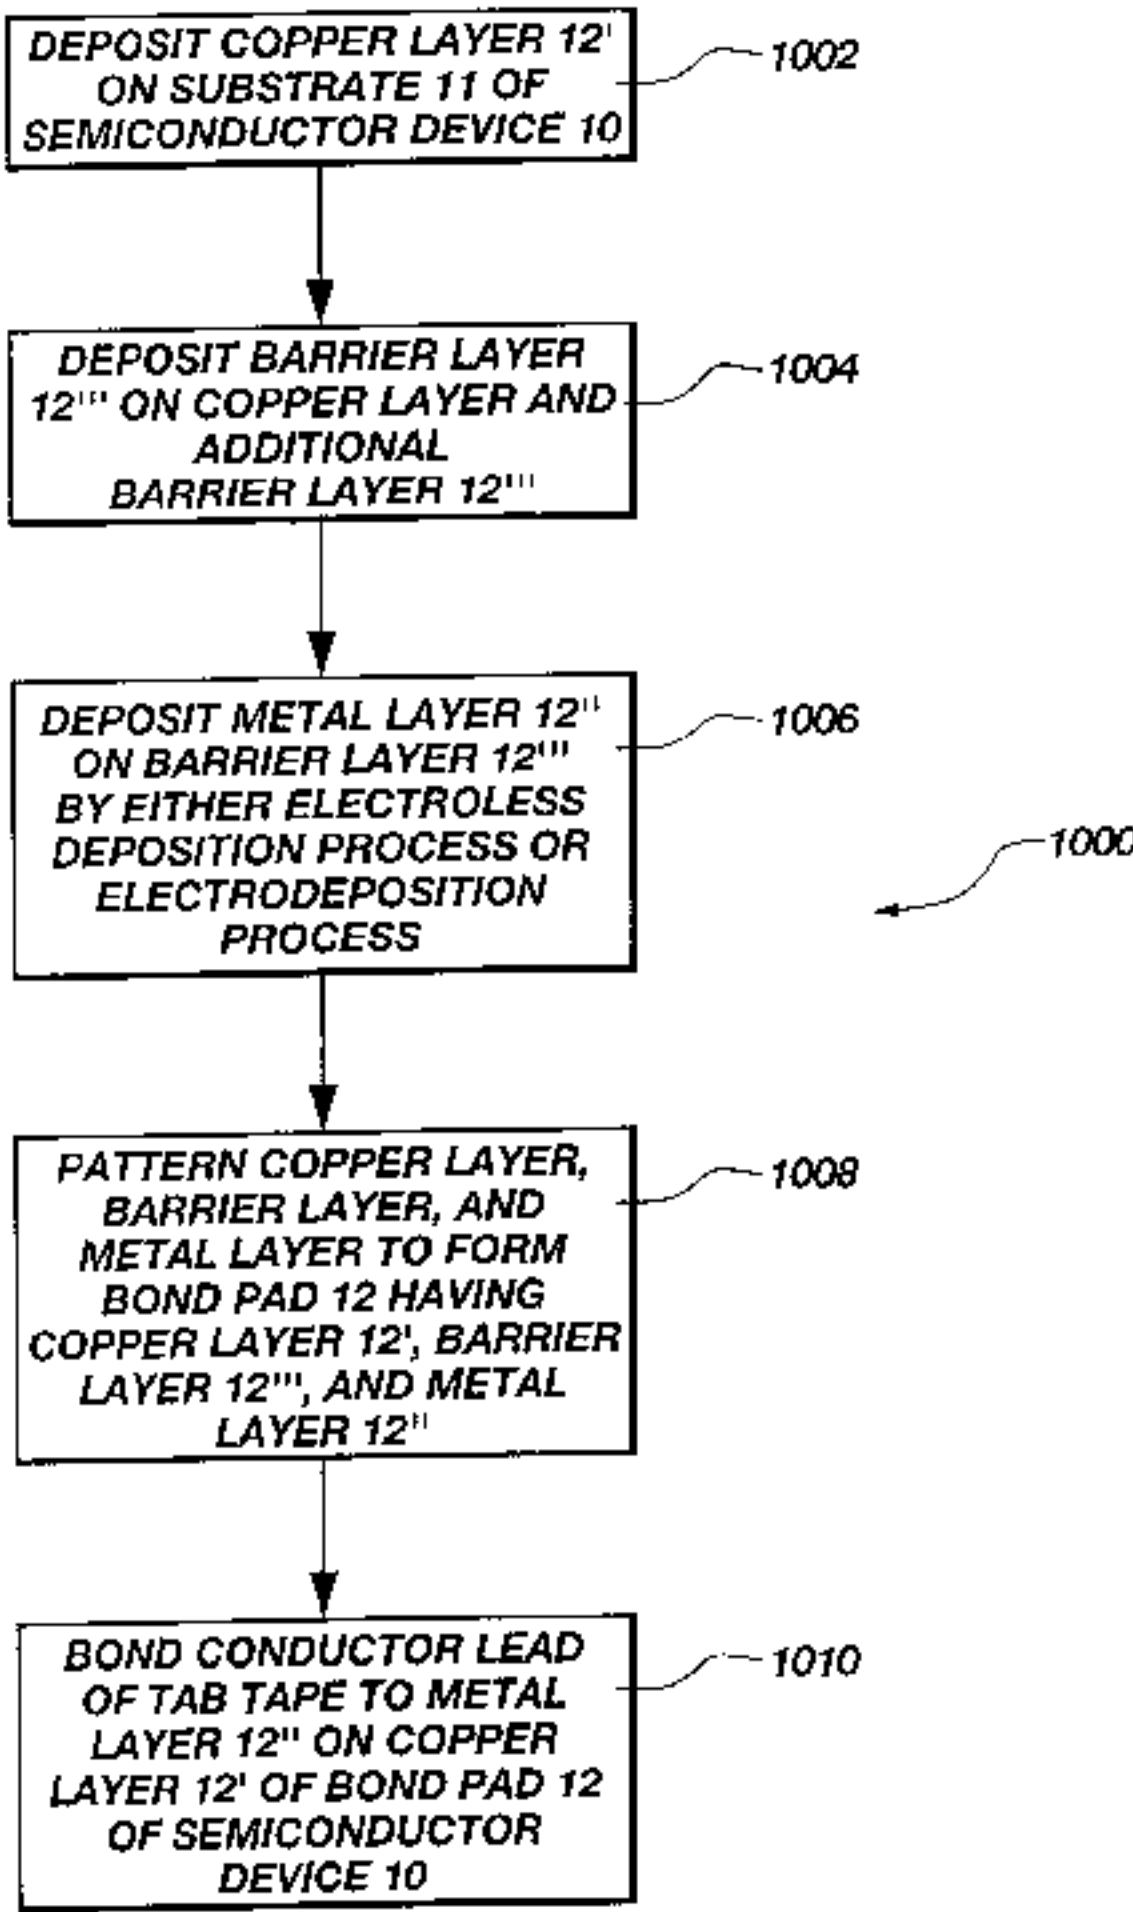 DEPOSIT COPPER LAYER 12'
ON SUBSTRATE 11 OF
SEMICONDUCTOR DEVICE 10
1002
DEPOSIT BARRIER LAYER
12''' ON COPPER LAYER AND
ADDITIONAL
BARRIER LAYER 12'''
1004
DEPOSIT METAL LAYER 12''
ON BARRIER LAYER 12'''
BY EITHER ELECTROLESS
DEPOSITION PROCESS OR
ELECTRODEPOSITION
PROCESS
1006
1000
PATTERN COPPER LAYER,
BARRIER LAYER, AND
METAL LAYER TO FORM
BOND PAD 12 HAVING
COPPER LAYER 12', BARRIER
LAYER 12''', AND METAL
LAYER 12''
1008
BOND CONDUCTOR LEAD
OF TAB TAPE TO METAL
LAYER 12'' ON COPPER
LAYER 12' OF BOND PAD 12
OF SEMICONDUCTOR
DEVICE 10
1010